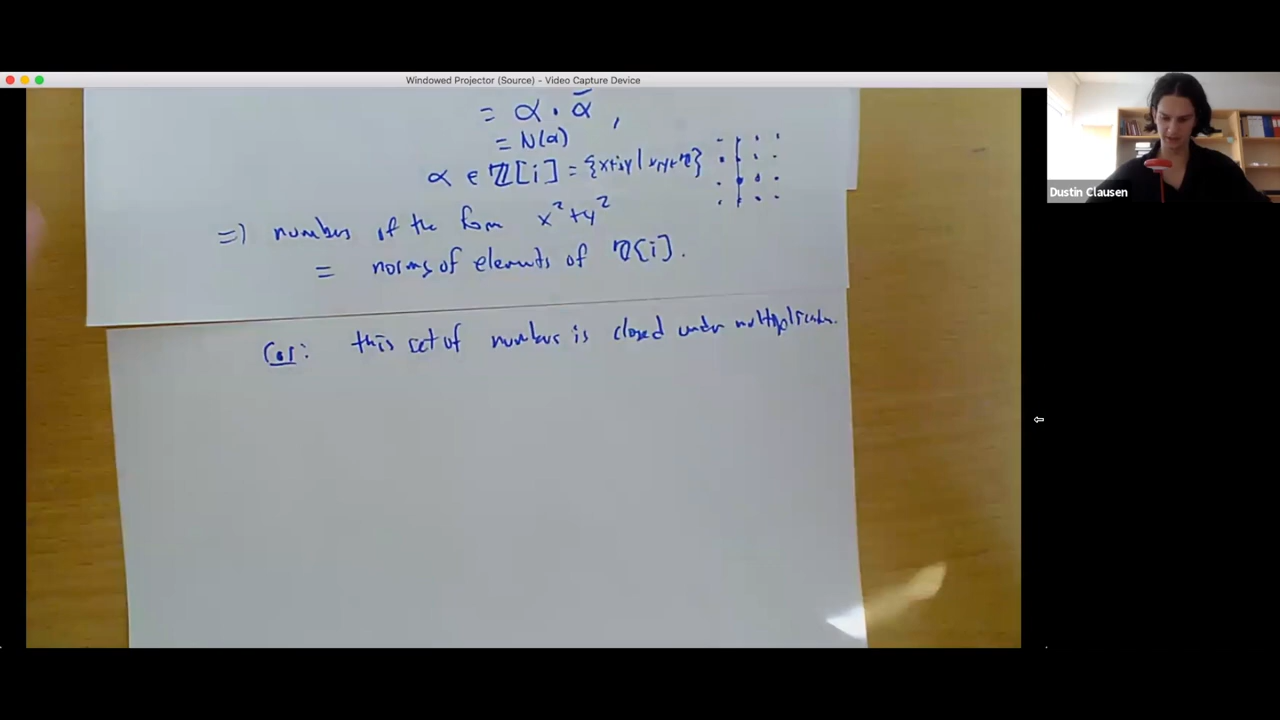 Windowed Projector (Source) - Video Capture Device
= α · ᾱ ,
= N(α)
α ∈ ℤ[i] = {x+iy | x,y ∈ ℤ}
=) numbers of the form x²+y²
= norms of elements of ℤ[i].
Cor: this set of numbers is closed under multiplication.
Dustin Clausen